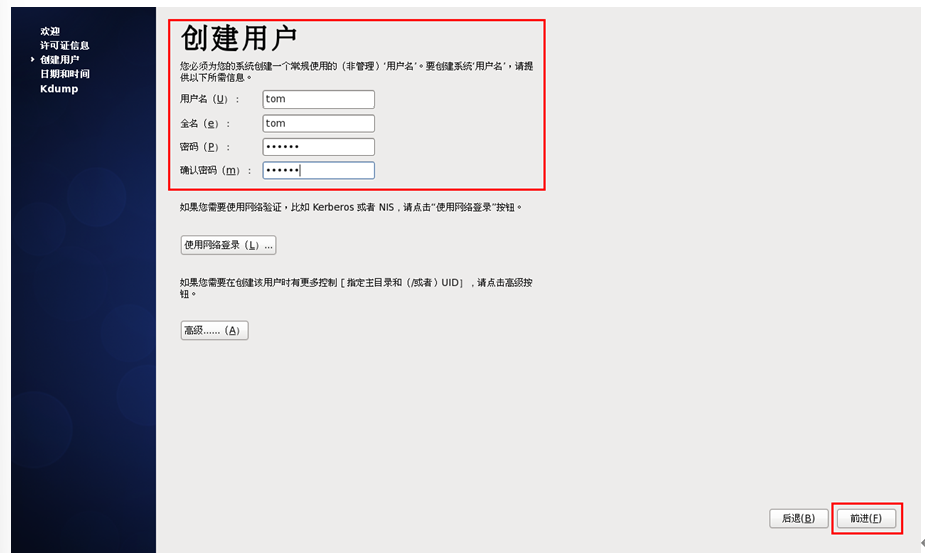 欢迎
许可证信息
创建用户
日期和时间
Kdump
创建用户
您必须为您的系统创建一个常规使用的（非管理）'用户名'。要创建系统'用户名'，请提
供以下所需信息。
用户名（U）：
tom
全名（e）：
tom
密码（P）：
••••••
确认密码（m）：
••••••
如果您需要使用网络验证，比如 Kerberos 或者 NIS，请点击"使用网络登录"按钮。
使用网络登录（L）...
如果您需要在创建该用户时有更多控制 [ 指定主目录和（/或者）UID] ，请点击高级按
钮。
高级......（A）
后退(B)
前进(F)